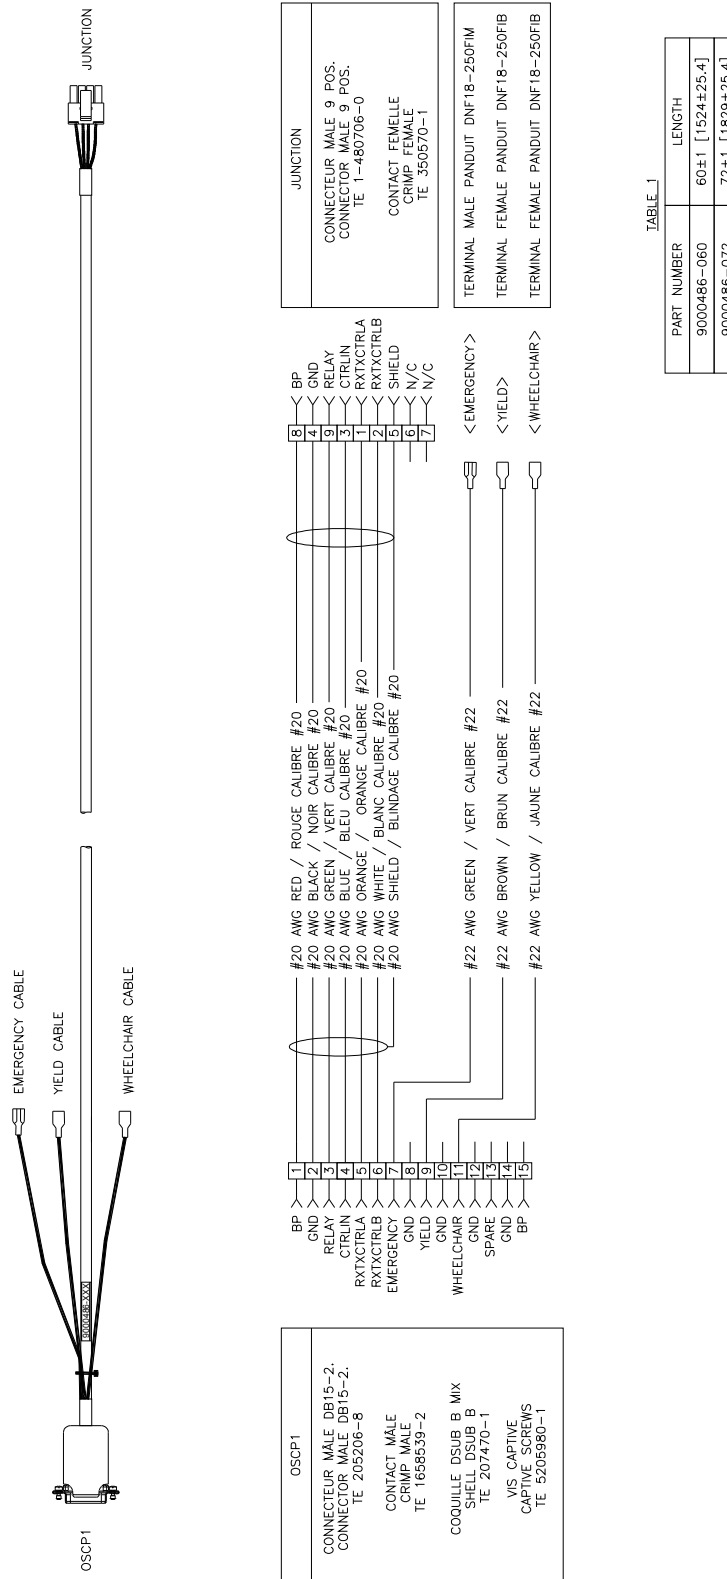 EMERGENCY CABLE
YIELD CABLE
WHEELCHAIR CABLE
9000486-XXX
OSCP1
JUNCTION
OSCP1
CONNECTEUR MÂLE DB15-2.
CONNECTOR MALE DB15-2.
TE 205206-8
CONTACT MÂLE
CRIMP MALE
TE 1658539-2
COQUILLE DSUB B MIX
SHELL DSUB B
TE 207470-1
VIS CAPTIVE
CAPTIVE SCREWS
TE 5205980-1
BP 1 #20 AWG RED / ROUGE CALIBRE #20 8 BP
GND 2 #20 AWG BLACK / NOIR CALIBRE #20 4 GND
RELAY 3 #20 AWG GREEN / VERT CALIBRE #20 9 RELAY
CTRLIN 4 #20 AWG BLUE / BLEU CALIBRE #20 3 CTRLIN
RXTXCTRLA 5 #20 AWG ORANGE / ORANGE CALIBRE #20 1 RXTXCTRLA
RXTXCTRLB 6 #20 AWG WHITE / BLANC CALIBRE #20 2 RXTXCTRLB
EMERGENCY 7 #20 AWG SHIELD / BLINDAGE CALIBRE #20 5 SHIELD
GND 8 6 N/C
YIELD 9 7 N/C
GND 10
WHEELCHAIR 11 #22 AWG GREEN / VERT CALIBRE #22 <EMERGENCY>
GND 12
SPARE 13 #22 AWG BROWN / BRUN CALIBRE #22 <YIELD>
GND 14
BP 15 #22 AWG YELLOW / JAUNE CALIBRE #22 <WHEELCHAIR>
JUNCTION
CONNECTEUR MALE 9 POS.
CONNECTOR MALE 9 POS.
TE 1-480706-0
CONTACT FEMELLE
CRIMP FEMALE
TE 350570-1
TERMINAL MALE PANDUIT DNF18-250FIM
TERMINAL FEMALE PANDUIT DNF18-250FIB
TERMINAL FEMALE PANDUIT DNF18-250FIB
TABLE 1
PART NUMBER LENGTH
9000486-060 60±1 [1524±25.4]
9000486-072 72±1 [1829±25.4]